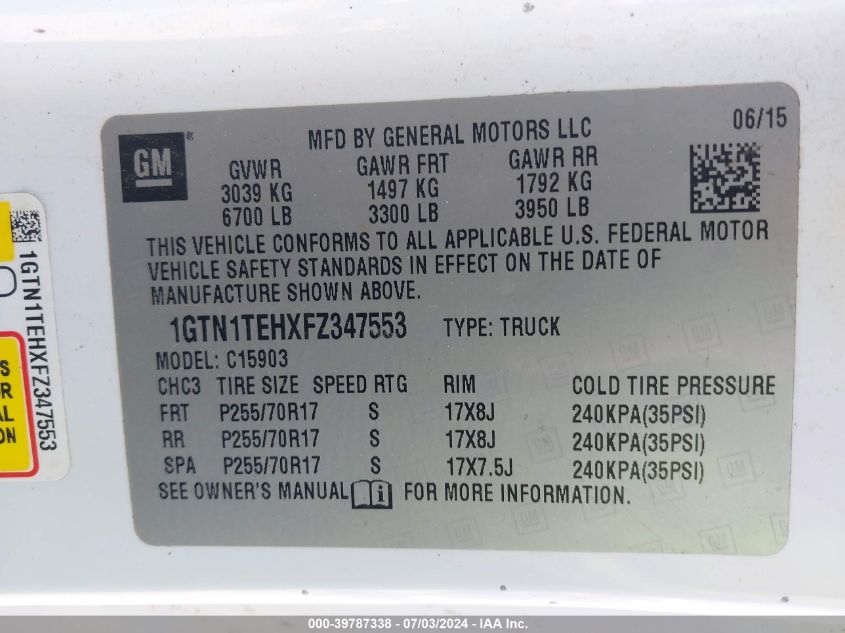 06/15
MFD BY GENERAL MOTORS LLC
GM
GVWR GAWR FRT GAWR RR
3039 KG 1497 KG 1792 KG
6700 LB 3300 LB 3950 LB
THIS VEHICLE CONFORMS TO ALL APPLICABLE U.S. FEDERAL MOTOR
VEHICLE SAFETY STANDARDS IN EFFECT ON THE DATE OF
MANUFACTURE SHOWN ABOVE.
1GTN1TEHXFZ347553 TYPE: TRUCK
MODEL: C15903
CHC3 TIRE SIZE SPEED RTG RIM COLD TIRE PRESSURE
FRT P255/70R17 S 17X8J 240KPA(35PSI)
RR P255/70R17 S 17X8J 240KPA(35PSI)
SPA P255/70R17 S 17X7.5J 240KPA(35PSI)
SEE OWNER'S MANUAL FOR MORE INFORMATION.
1GTN1TEHXFZ347553
000-39787338 - 07/03/2024 - IAA Inc.